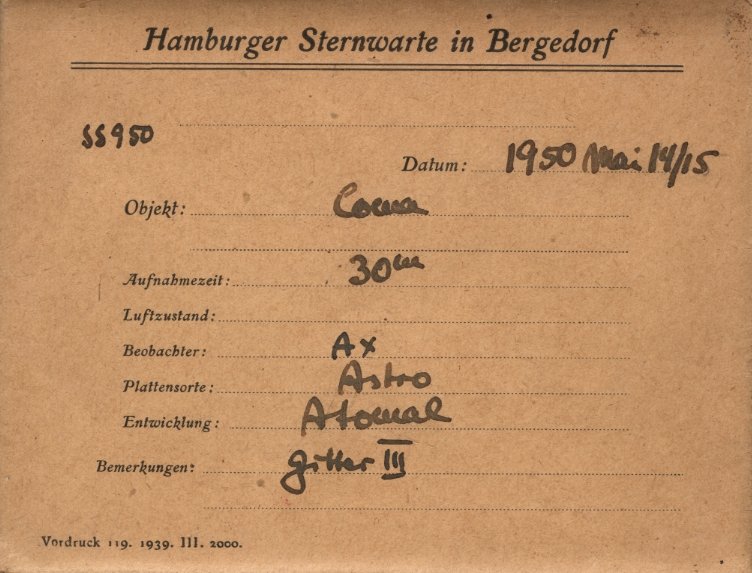 Hamburger Sternwarte in Bergedorf
SS950
Datum: 1950 Mai 14/15
Objekt: Coma
Aufnahmezeit: 30m
Luftzustand:
Beobachter: Ax
Plattensorte: Astro
Entwicklung: Atomal
Bemerkungen: Gitter III
Vordruck 119. 1939. III. 2000.